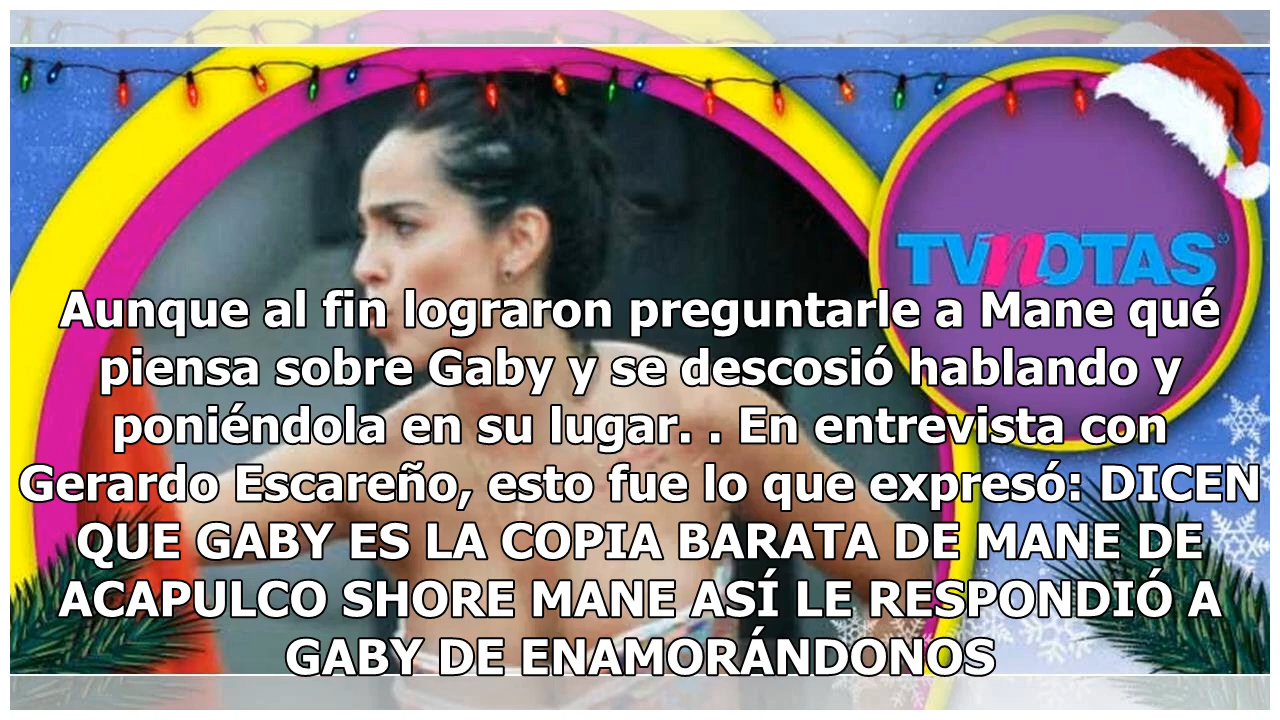 TVnOTAS
Aunque al fin lograron preguntarle a Mane qué
piensa sobre Gaby y se descosió hablando y
poniéndola en su lugar. . En entrevista con
Gerardo Escareño, esto fue lo que expresó: DICEN
QUE GABY ES LA COPIA BARATA DE MANE DE
ACAPULCO SHORE MANE ASÍ LE RESPONDIÓ A
GABY DE ENAMORÁNDONOS